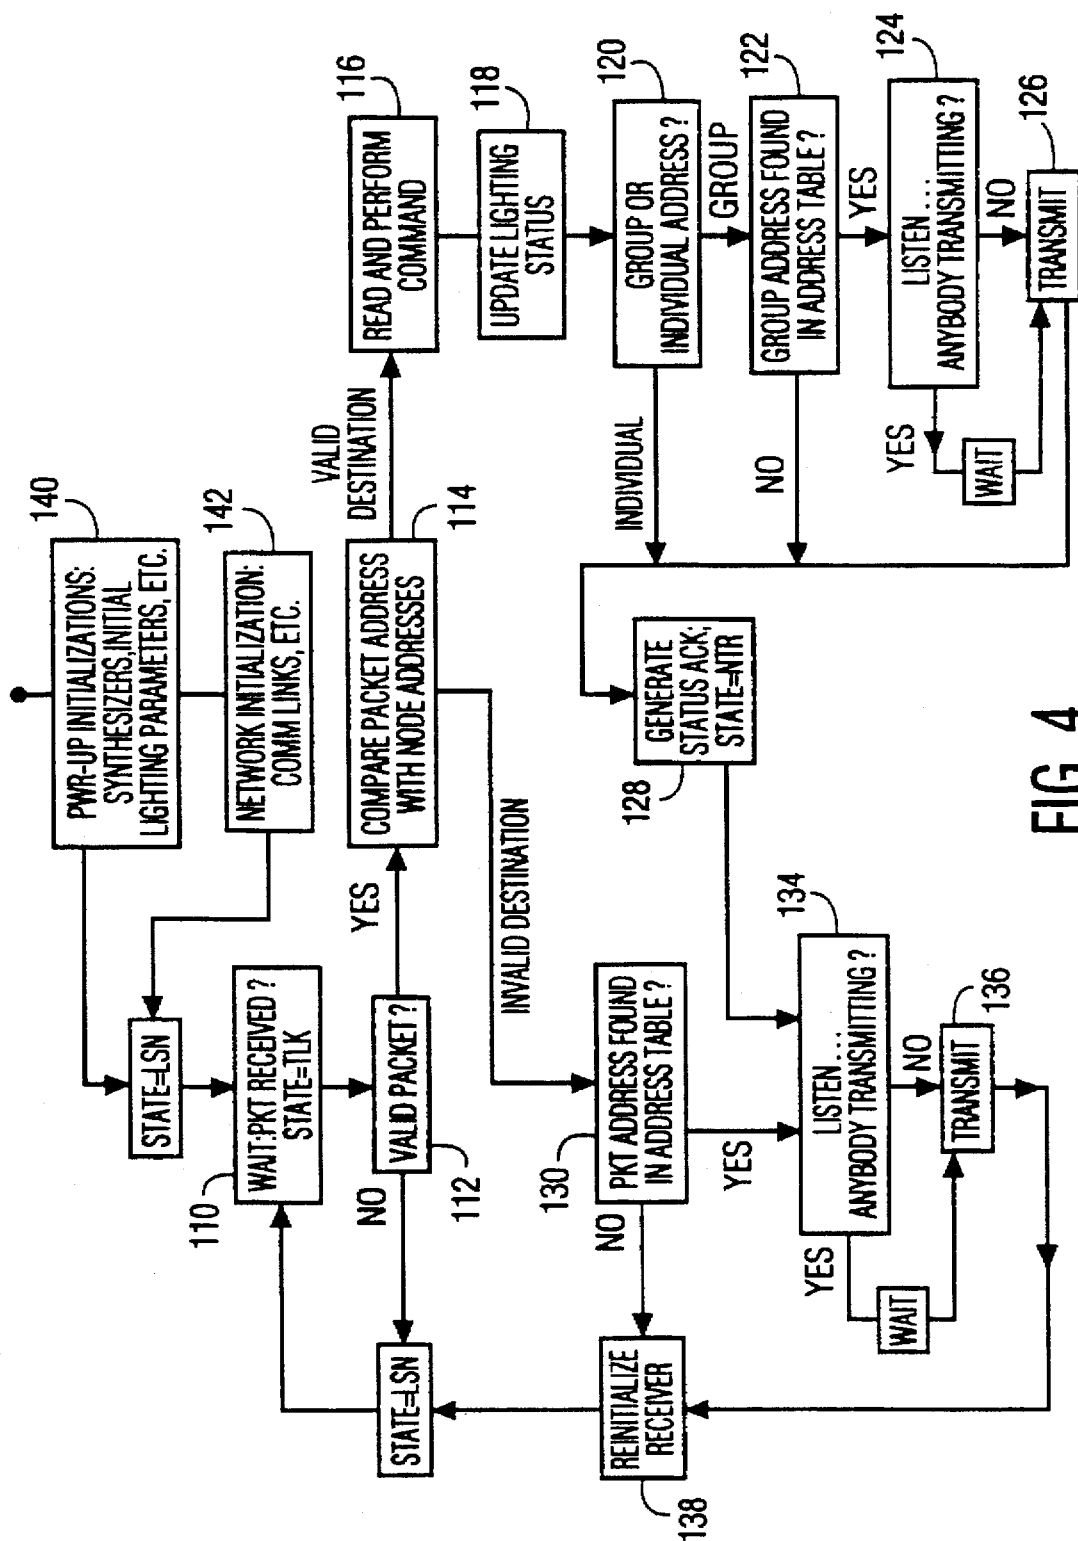 140
PWR-UP INITIALIZATIONS:
SYNTHESIZERS,INITIAL
LIGHTING PARAMETERS, ETC.
142
NETWORK INITIALIZATION:
COMM LINKS, ETC.
STATE=LSN
110
WAIT:PKT RECEIVED?
STATE=TLK
112
VALID PACKET?
YES
NO
STATE=LSN
114
COMPARE PACKET ADDRESS
WITH NODE ADDRESSES
VALID
DESTINATION
INVALID DESTINATION
116
READ AND PERFORM
COMMAND
118
UPDATE LIGHTING
STATUS
120
GROUP OR
INDIVIDUAL ADDRESS?
INDIVIDUAL
GROUP
122
GROUP ADDRESS FOUND
IN ADDRESS TABLE?
NO
YES
124
LISTEN...
ANYBODY TRANSMITTING?
YES
NO
WAIT
126
TRANSMIT
128
GENERATE
STATUS ACK;
STATE=NTR
130
PKT ADDRESS FOUND
IN ADDRESS TABLE?
NO
YES
134
LISTEN...
ANYBODY TRANSMITTING?
YES
NO
WAIT
136
TRANSMIT
138
REINITIALIZE
RECEIVER
FIG. 4